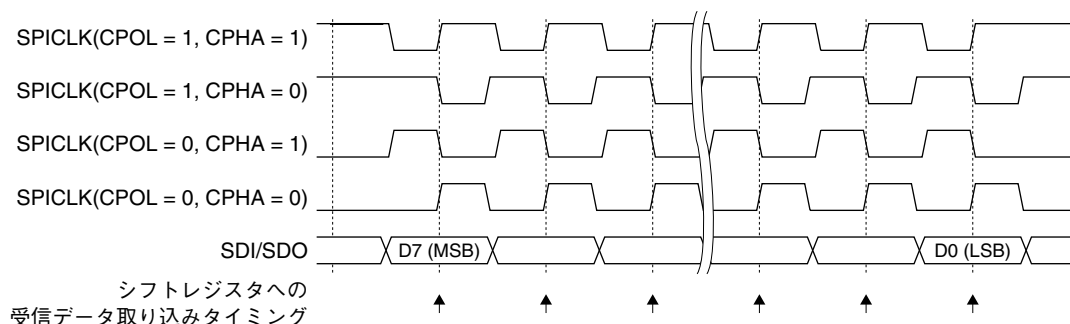 SPICLK(CPOL = 1, CPHA = 1)
SPICLK(CPOL = 1, CPHA = 0)
SPICLK(CPOL = 0, CPHA = 1)
SPICLK(CPOL = 0, CPHA = 0)
SDI/SDO
D7 (MSB)
D0 (LSB)
シフトレジスタへの
受信データ取り込みタイミング